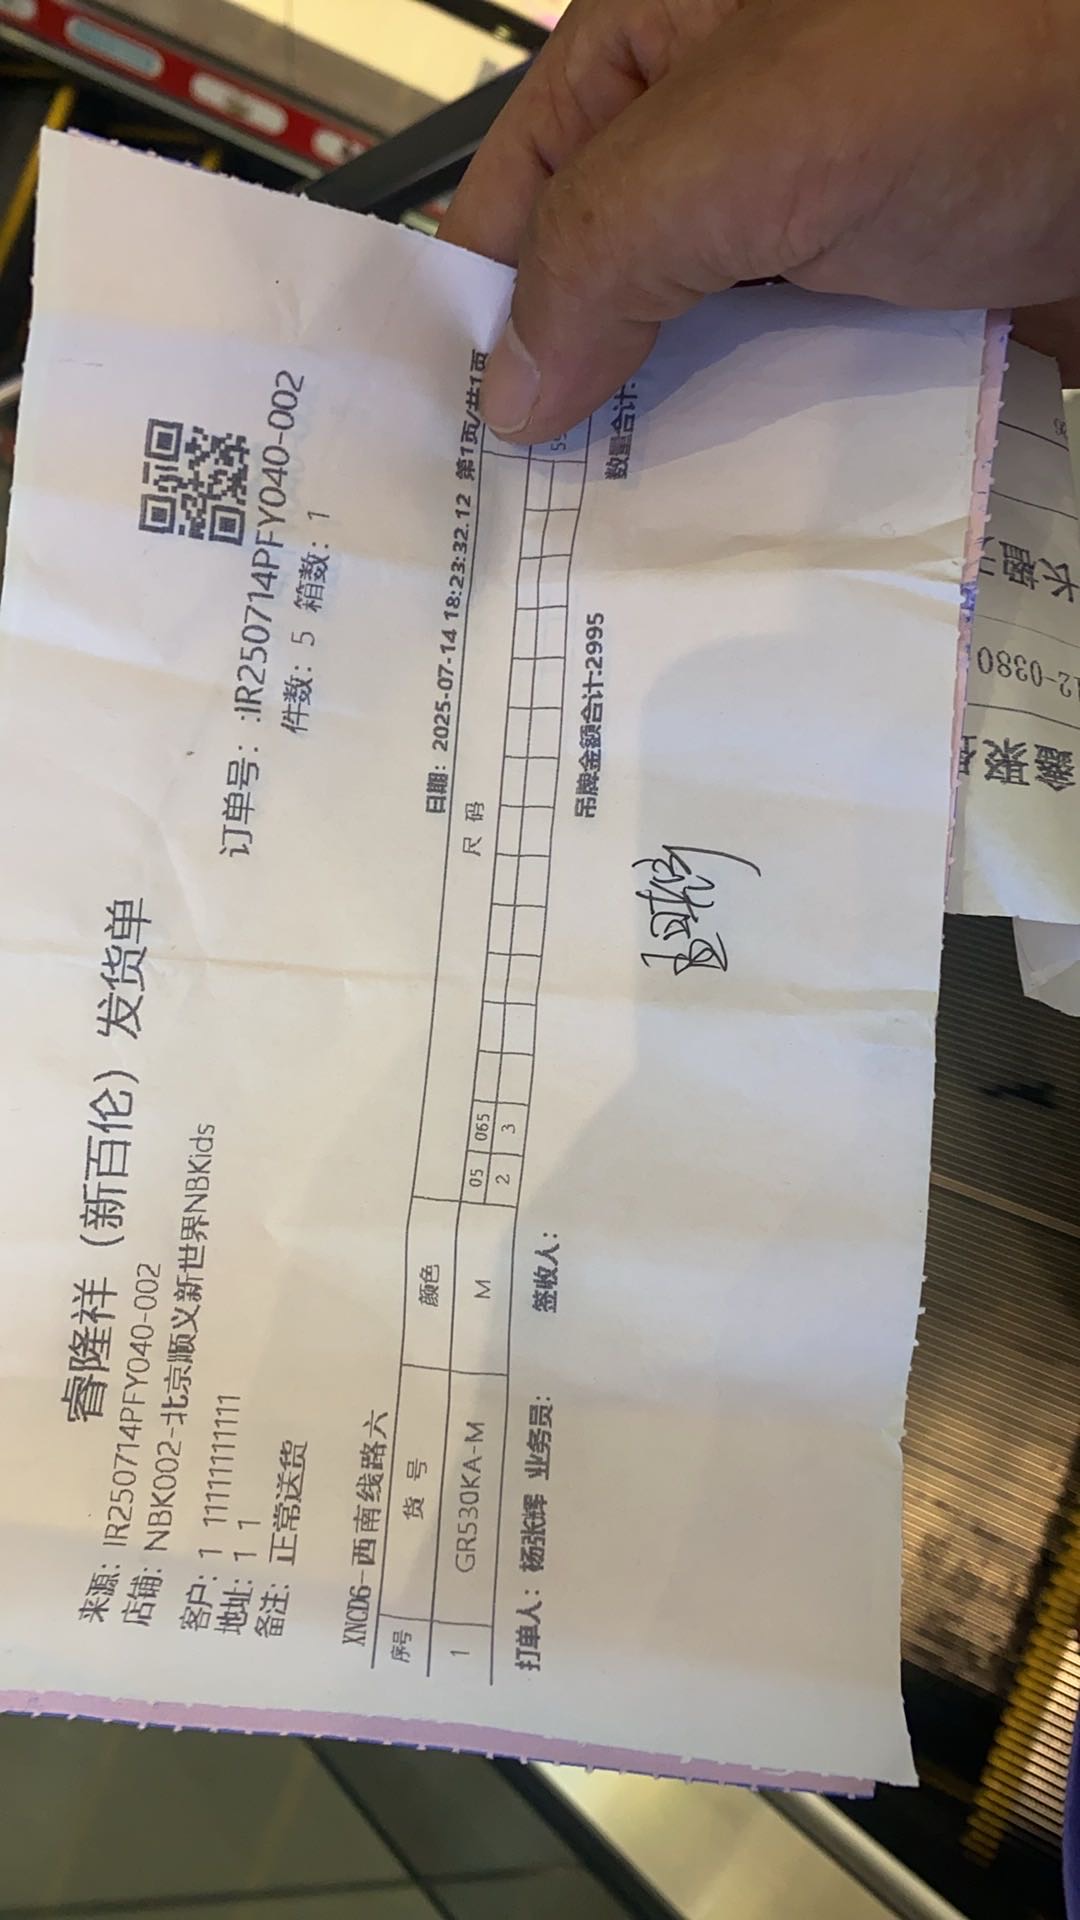 睿隆祥（新百伦）发货单
来源：IR250714PFY040-002
店铺：NBK002-北京顺义新世界NBKids
订单号：:IR250714PFY040-002
客户：1 11111111111
件数：5 箱数：1
地址：1 1
备注：正常送货
XNCD6-西南线路六
日期：2025-07-14 18:23:32.12 第1页/共1页
序号 货号 颜色 尺码
05 065
1 GR530KA-M M 2 3
打单人：杨张辉 业务员： 签收人： 吊牌金额合计:2995 数量合计:
12-0380